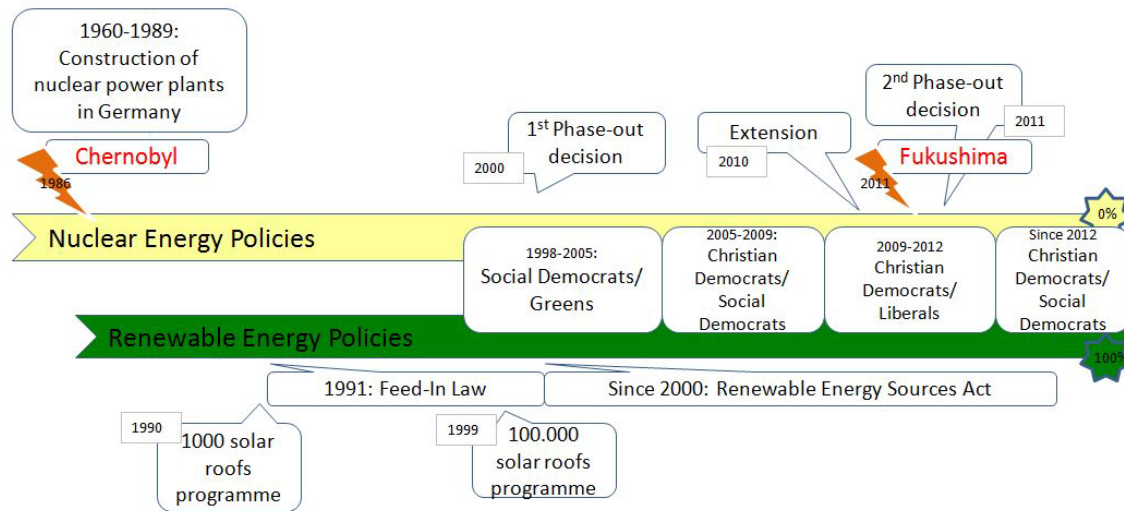 1960-1989:
Construction of
nuclear power plants
in Germany
Chernobyl
1986
1st Phase-out
decision
2000
Extension
2010
2nd Phase-out
decision
2011
Fukushima
2011
0%
Nuclear Energy Policies
1998-2005:
Social Democrats/
Greens
2005-2009:
Christian
Democrats/
Social
Democrats
2009-2012
Christian
Democrats/
Liberals
Since 2012
Christian
Democrats/
Social
Democrats
Renewable Energy Policies
100%
1991: Feed-In Law
Since 2000: Renewable Energy Sources Act
1990
1000 solar
roofs
programme
1999
100.000
solar roofs
programme